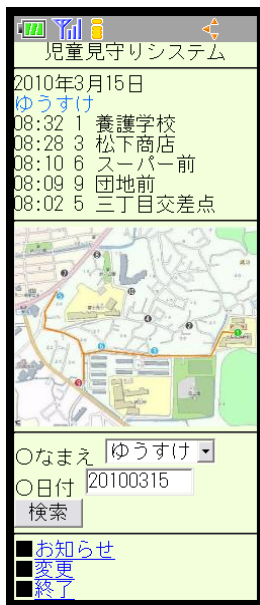 児童見守りシステム
2010年3月15日
ゆうすけ
08:32 1 養護学校
08:28 3 松下商店
08:10 6 スーパー前
08:09 9 団地前
08:02 5 三丁目交差点
○なまえ ゆうすけ
○日付 20100315
検索
■お知らせ
■変更
■終了